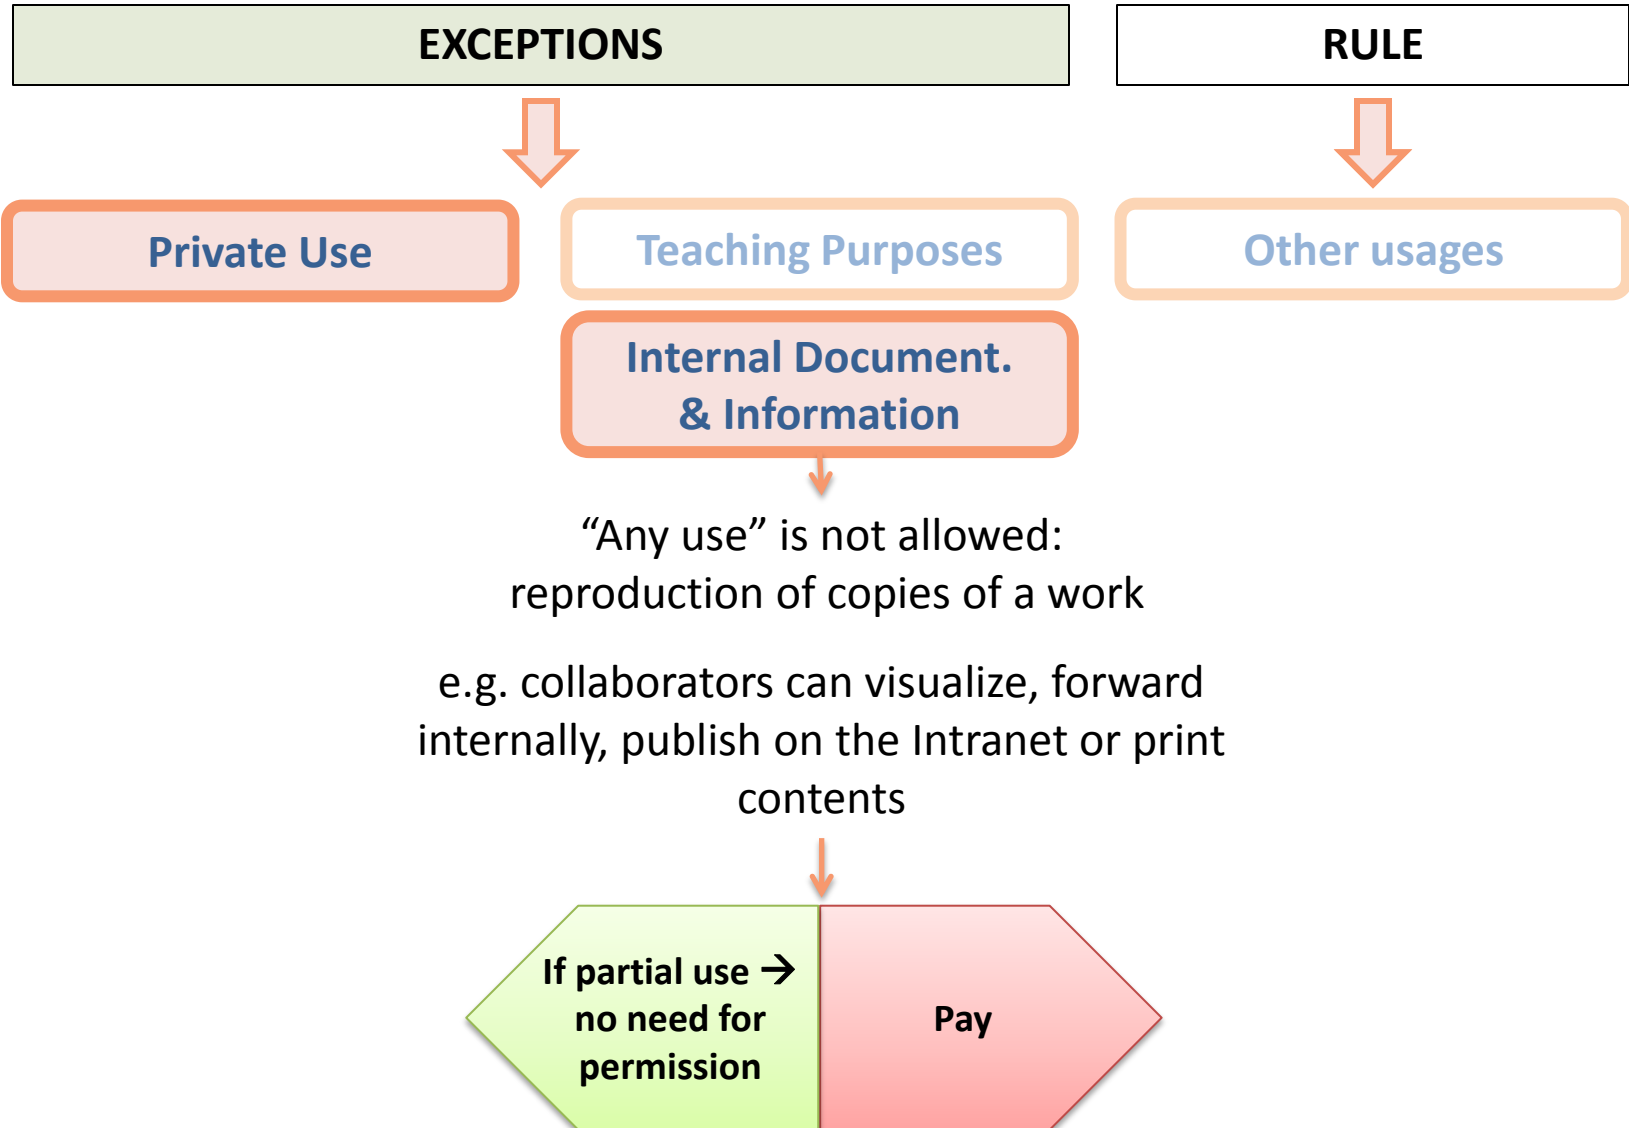 EXCEPTIONS
RULE
Private Use
Teaching Purposes
Other usages
Internal Document.
& Information
“Any use” is not allowed:
reproduction of copies of a work
e.g. collaborators can visualize, forward
internally, publish on the Intranet or print
contents
If partial use →
no need for
permission
Pay